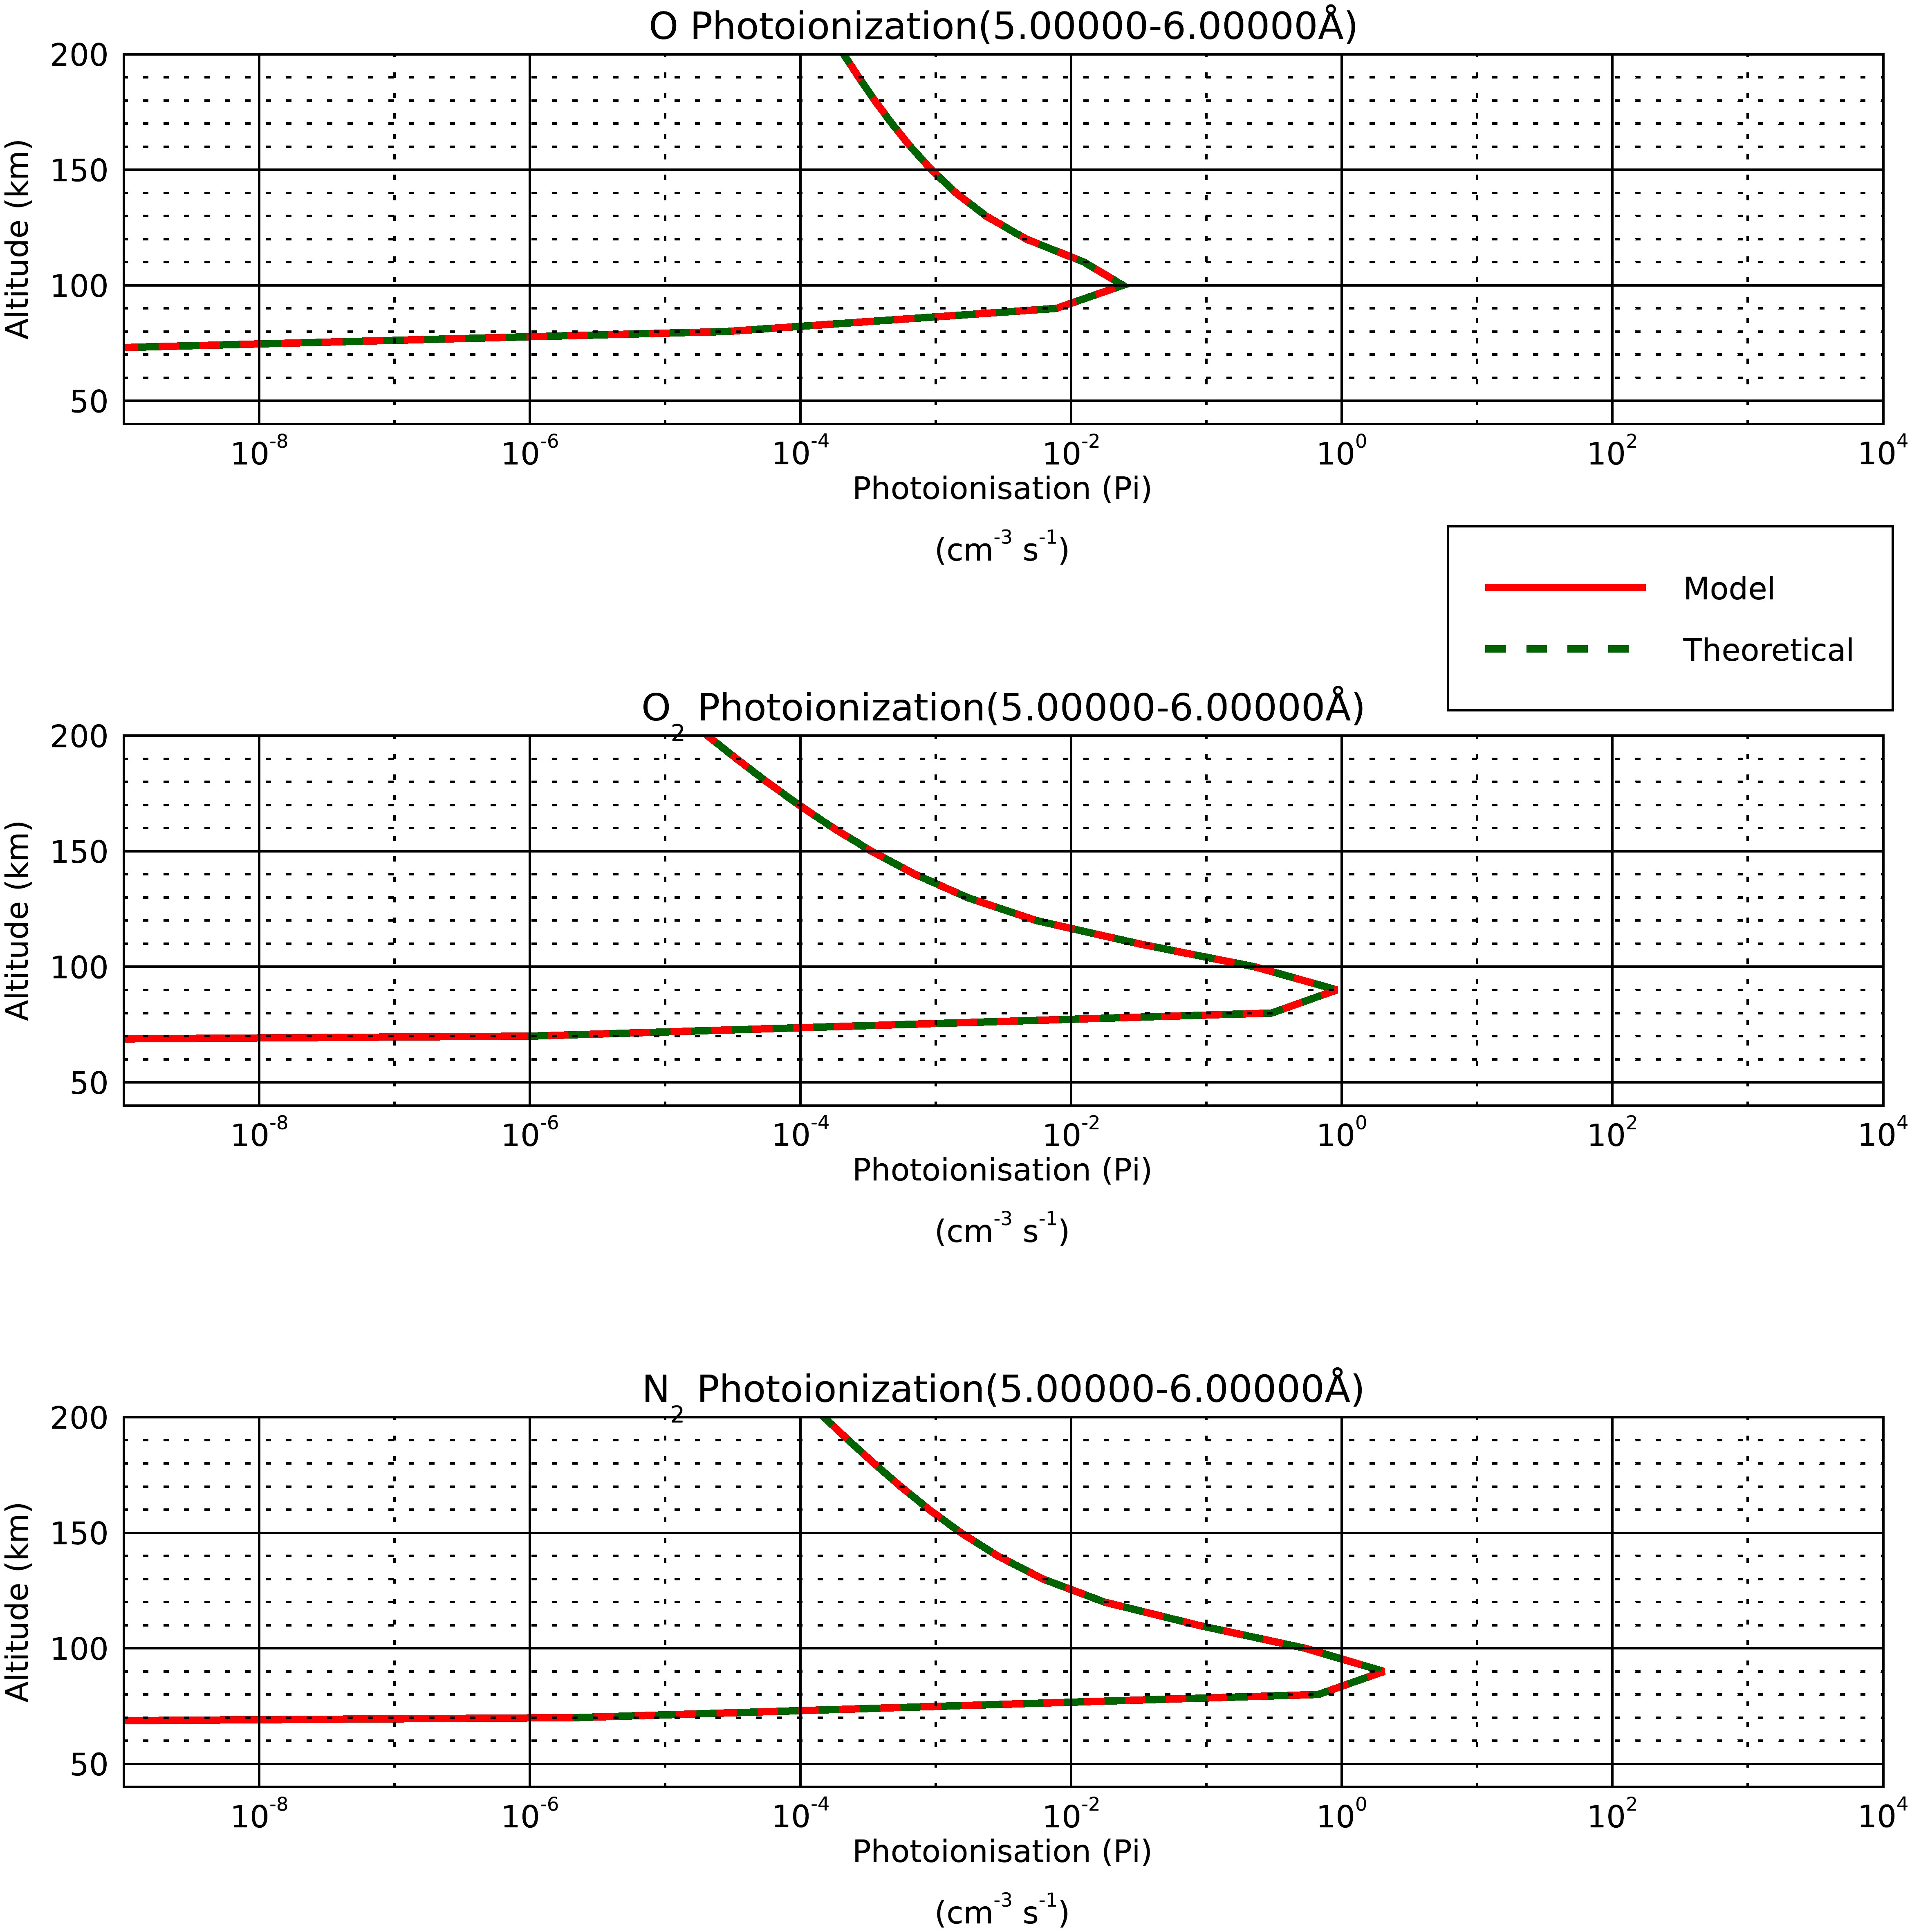 O Photoionization(5.00000-6.00000Å)
200
150
100
50
Altitude (km)
10-8 10-6 10-4 10-2 100 102 104
Photoionisation (Pi)
(cm-3 s-1)
Model
Theoretical
O2 Photoionization(5.00000-6.00000Å)
200
150
100
50
Altitude (km)
10-8 10-6 10-4 10-2 100 102 104
Photoionisation (Pi)
(cm-3 s-1)
N2 Photoionization(5.00000-6.00000Å)
200
150
100
50
Altitude (km)
10-8 10-6 10-4 10-2 100 102 104
Photoionisation (Pi)
(cm-3 s-1)